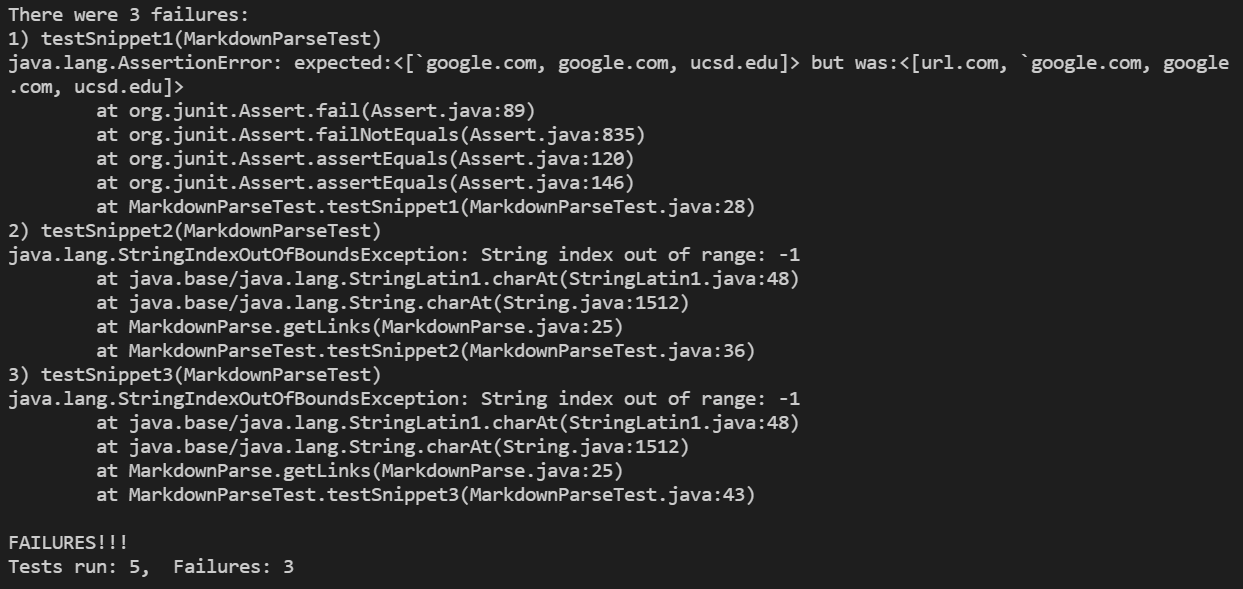 There were 3 failures:
1) testSnippet1(MarkdownParseTest)
java.lang.AssertionError: expected:<[`google.com, google.com, ucsd.edu]> but was:<[url.com, `google.com, google
.com, ucsd.edu]>
        at org.junit.Assert.fail(Assert.java:89)
        at org.junit.Assert.failNotEquals(Assert.java:835)
        at org.junit.Assert.assertEquals(Assert.java:120)
        at org.junit.Assert.assertEquals(Assert.java:146)
        at MarkdownParseTest.testSnippet1(MarkdownParseTest.java:28)
2) testSnippet2(MarkdownParseTest)
java.lang.StringIndexOutOfBoundsException: String index out of range: -1
        at java.base/java.lang.StringLatin1.charAt(StringLatin1.java:48)
        at java.base/java.lang.String.charAt(String.java:1512)
        at MarkdownParse.getLinks(MarkdownParse.java:25)
        at MarkdownParseTest.testSnippet2(MarkdownParseTest.java:36)
3) testSnippet3(MarkdownParseTest)
java.lang.StringIndexOutOfBoundsException: String index out of range: -1
        at java.base/java.lang.StringLatin1.charAt(StringLatin1.java:48)
        at java.base/java.lang.String.charAt(String.java:1512)
        at MarkdownParse.getLinks(MarkdownParse.java:25)
        at MarkdownParseTest.testSnippet3(MarkdownParseTest.java:43)

FAILURES!!!
Tests run: 5,  Failures: 3